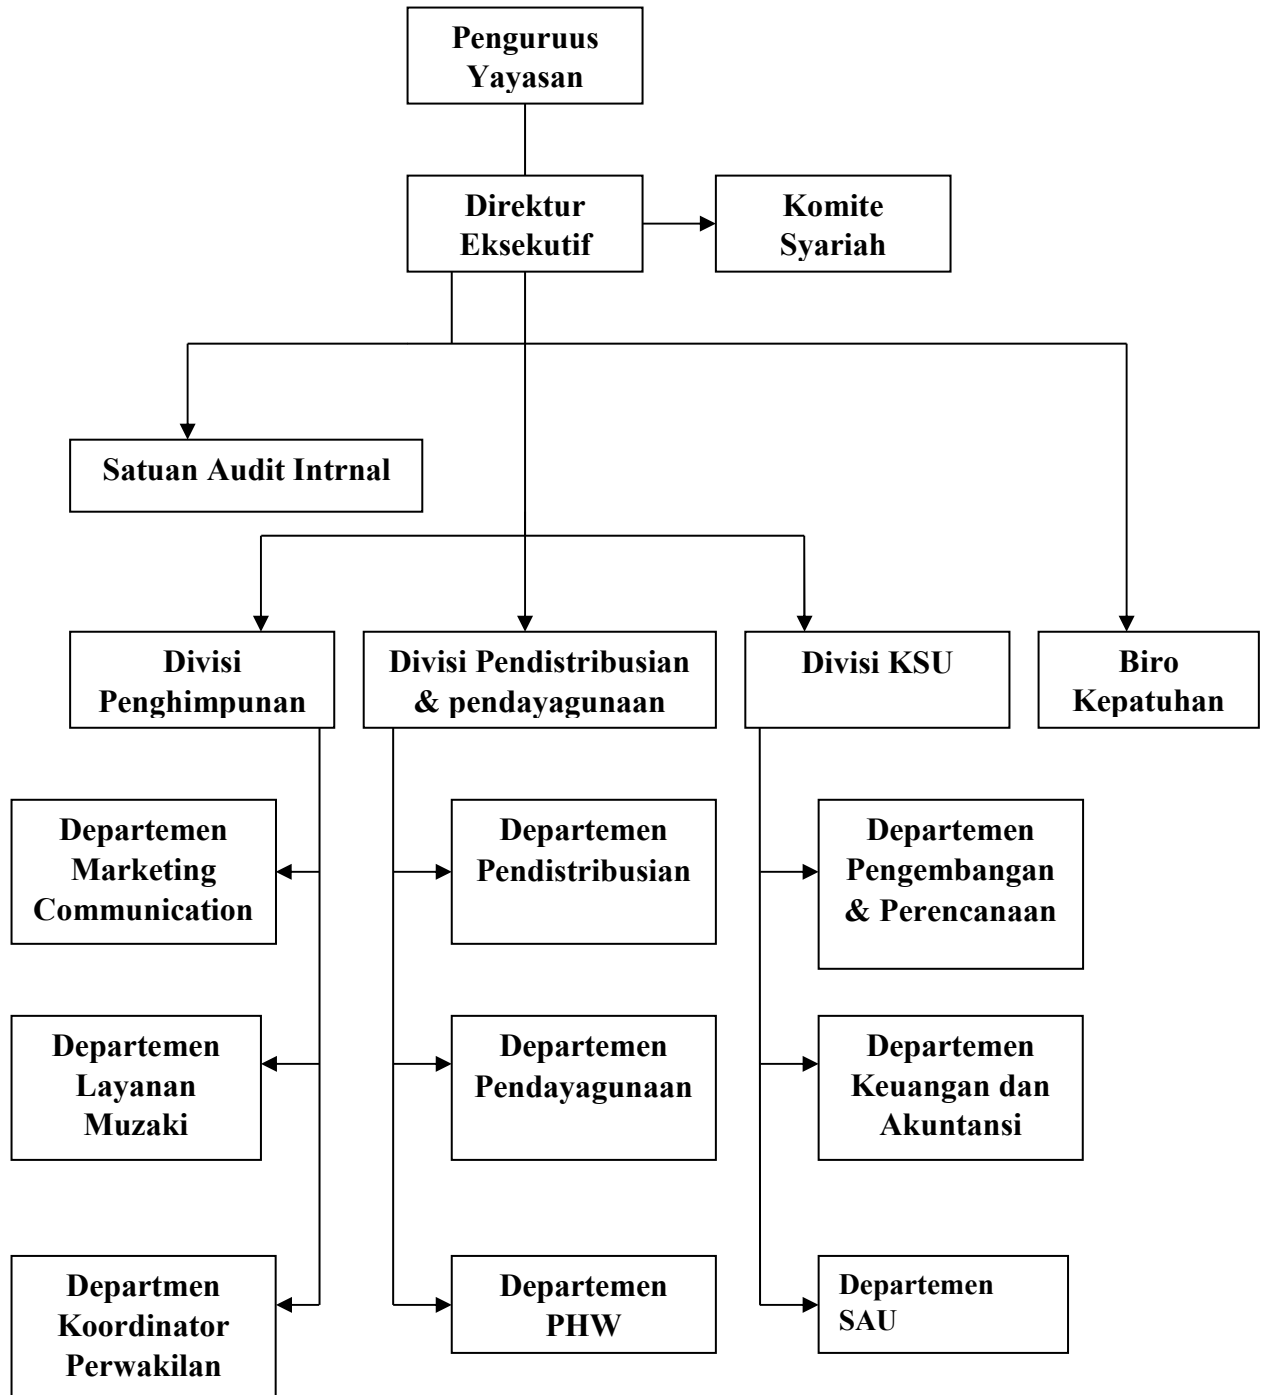 Penguruus
Yayasan
Direktur
Eksekutif
Komite
Syariah
Satuan Audit Intrnal
Divisi
Penghimpunan
Divisi Pendistribusian
& pendayagunaan
Divisi KSU
Biro
Kepatuhan
Departemen
Marketing
Communication
Departemen
Pendistribusian
Departemen
Pengembangan
& Perencanaan
Departemen
Layanan
Muzaki
Departemen
Pendayagunaan
Departemen
Keuangan dan
Akuntansi
Departmen
Koordinator
Perwakilan
Departemen
PHW
Departemen
SAU